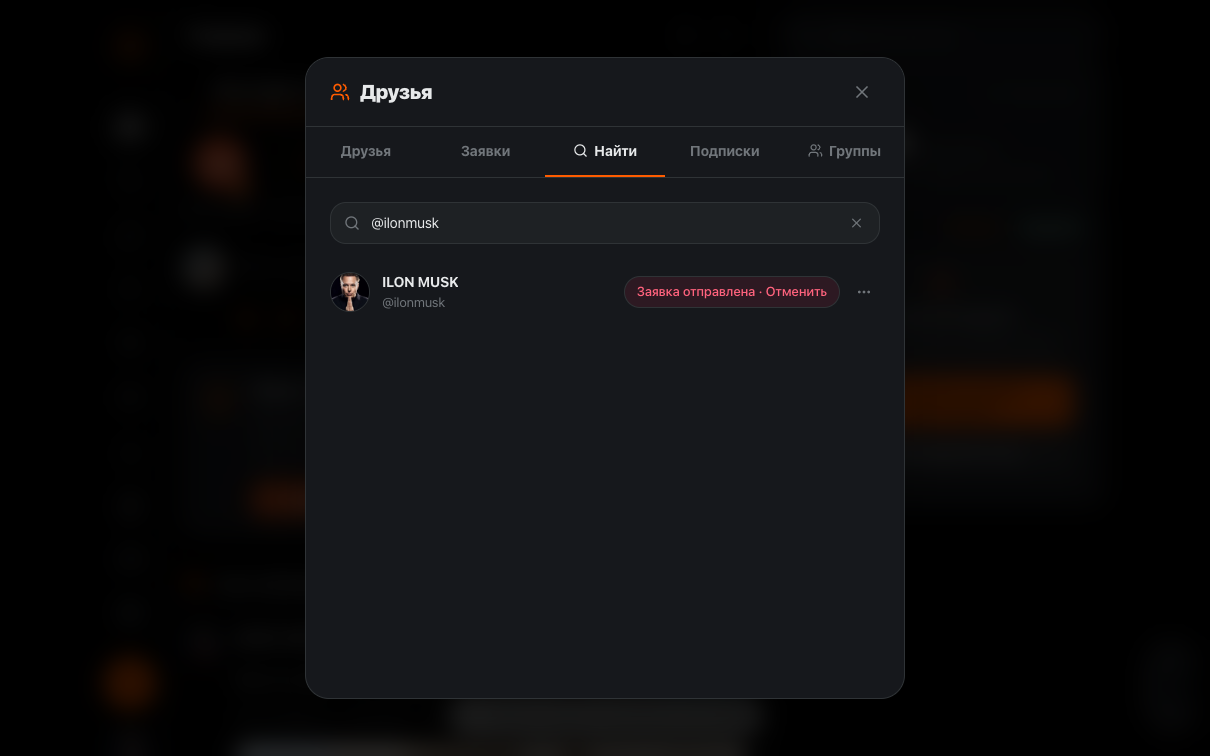 Друзья
Друзья Заявки Найти Подписки Группы
@ilonmusk
ILON MUSK
@ilonmusk
Заявка отправлена · Отменить